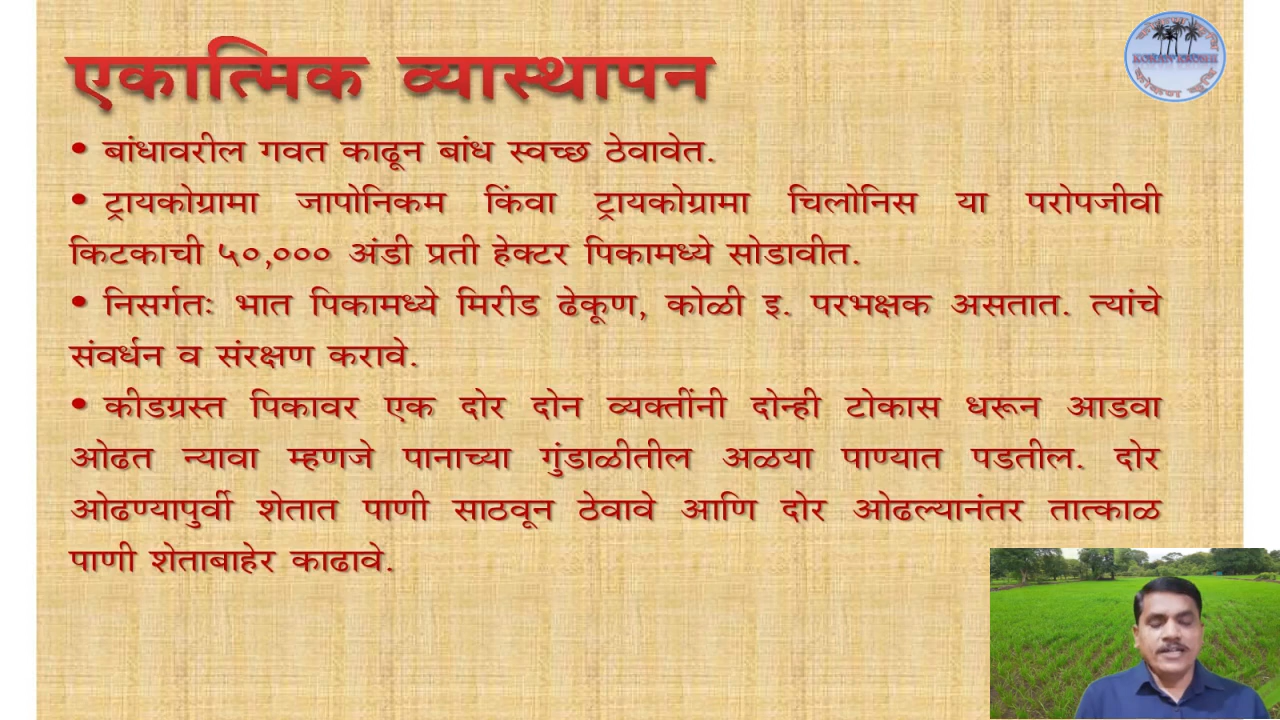 एकात्मिक व्यास्थापन
• बांधावरील गवत काढून बांध स्वच्छ ठेवावेत.
• ट्रायकोग्रामा जापोनिकम किंवा ट्रायकोग्रामा चिलोनिस या परोपजीवी
किटकाची ५०,००० अंडी प्रती हेक्टर पिकामध्ये सोडावीत.
• निसर्गतः भात पिकामध्ये मिरीड ढेकूण, कोळी इ. परभक्षक असतात. त्यांचे
संवर्धन व संरक्षण करावे.
• कीडग्रस्त पिकावर एक दोर दोन व्यक्तींनी दोन्ही टोकास धरून आडवा
ओढत न्यावा म्हणजे पानाच्या गुंडाळीतील अळया पाण्यात पडतील. दोर
ओढण्यापुर्वी शेतात पाणी साठवून ठेवावे आणि दोर ओढल्यानंतर तात्काळ
पाणी शेताबाहेर काढावे.